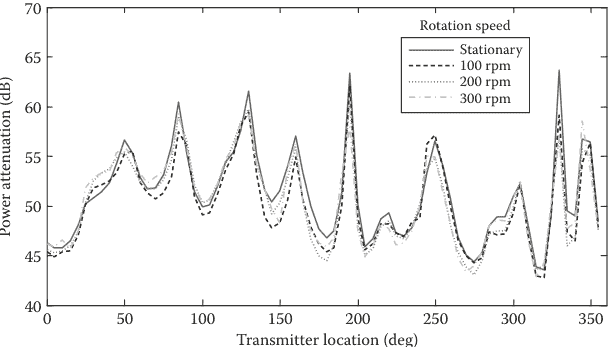 70
65
60
55
50
45
40
Power attenuation (dB)
Rotation speed
Stationary
100 rpm
200 rpm
300 rpm
0
50
100
150
200
250
300
350
Transmitter location (deg)